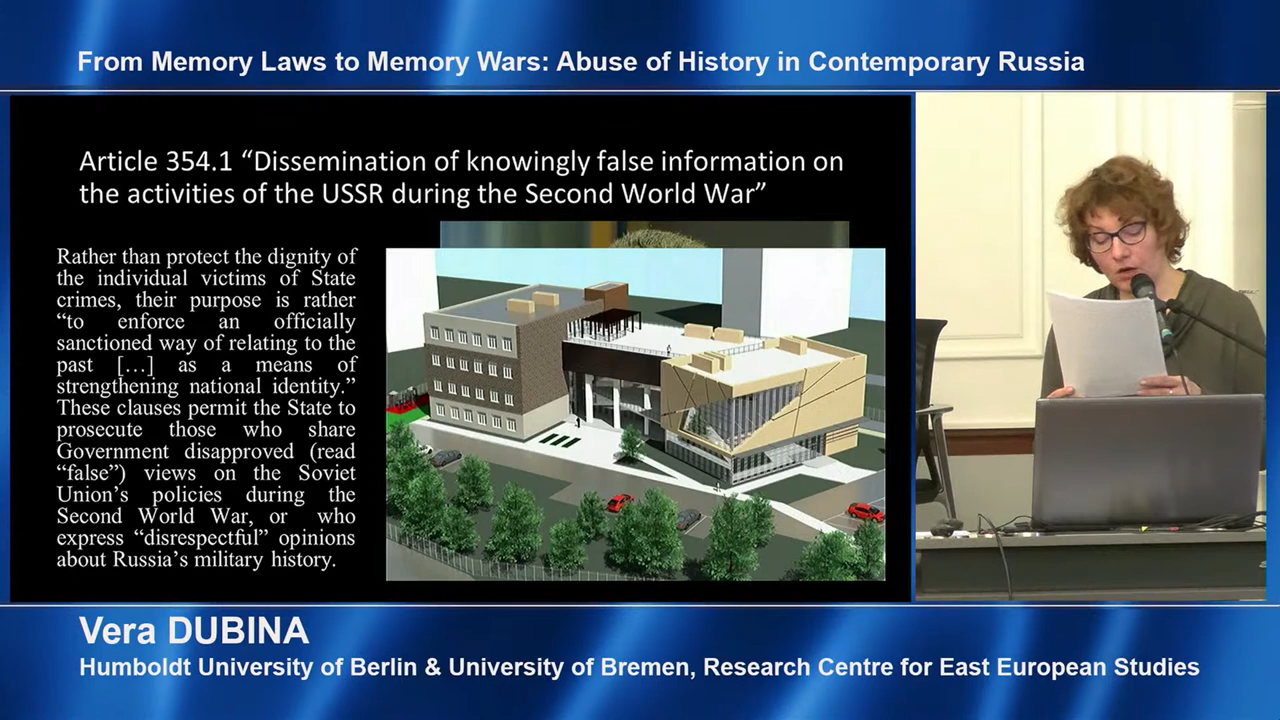 From Memory Laws to Memory Wars: Abuse of History in Contemporary Russia
Article 354.1 “Dissemination of knowingly false information on
the activities of the USSR during the Second World War”
Rather than protect the dignity of
the individual victims of State
crimes, their purpose is rather
“to enforce an officially
sanctioned way of relating to the
past […] as a means of
strengthening national identity.”
These clauses permit the State to
prosecute those who share
Government disapproved (read
“false”) views on the Soviet
Union’s policies during the
Second World War, or who
express “disrespectful” opinions
about Russia’s military history.
Vera DUBINA
Humboldt University of Berlin & University of Bremen, Research Centre for East European Studies